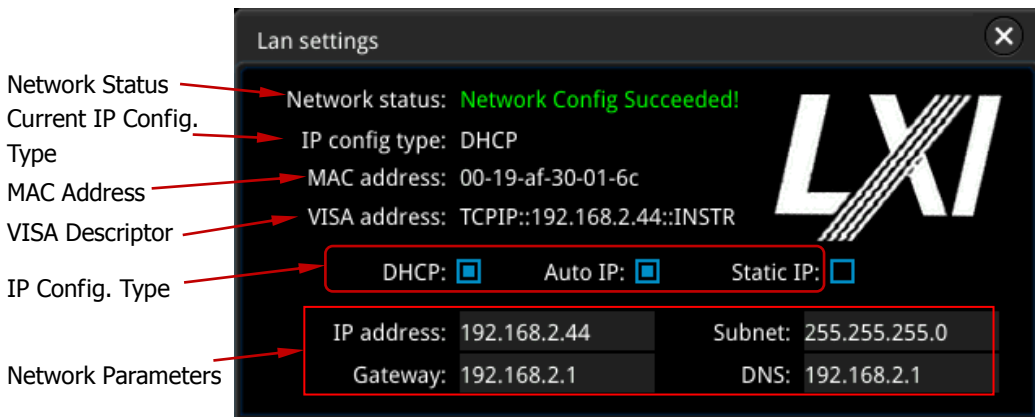 Lan settings
Network Status
Network status: Network Config Succeeded!
Current IP Config.
Type
IP config type: DHCP
MAC Address
MAC address: 00-19-af-30-01-6c
VISA Descriptor
VISA address: TCPIP::192.168.2.44::INSTR
LXI
IP Config. Type
DHCP: Auto IP: Static IP:
Network Parameters
IP address: 192.168.2.44 Subnet: 255.255.255.0
Gateway: 192.168.2.1 DNS: 192.168.2.1